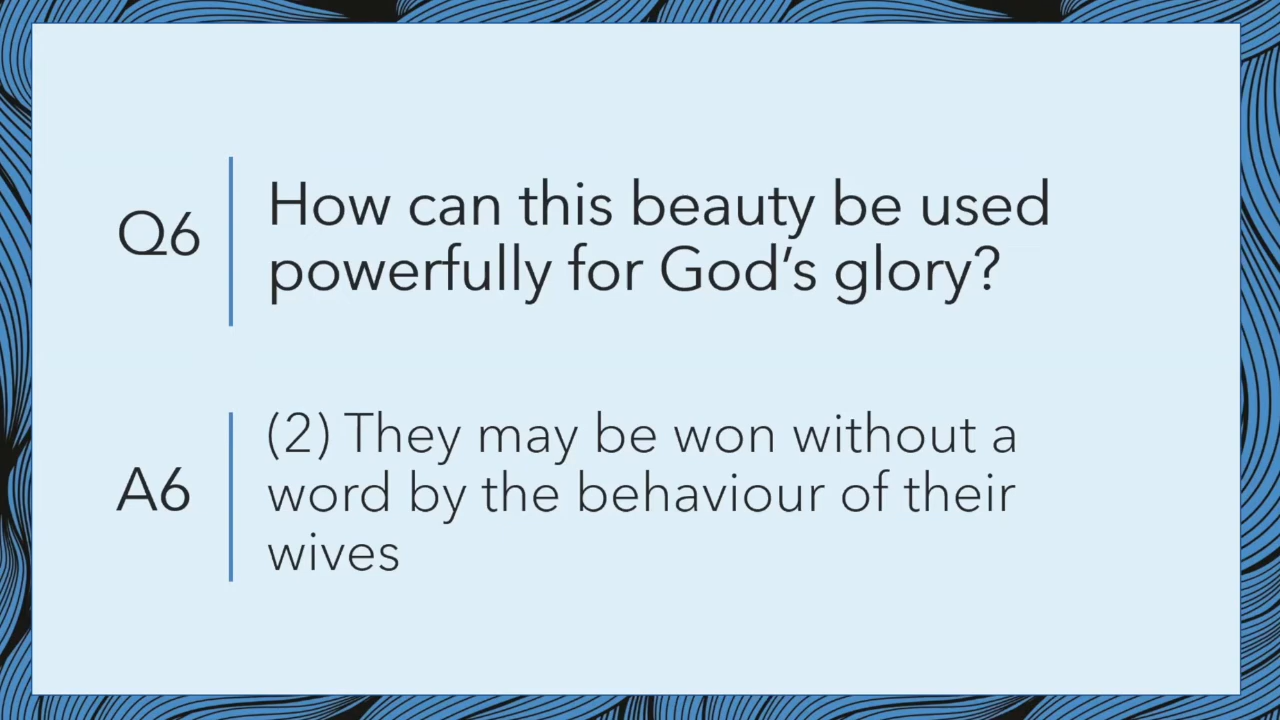 Q6
How can this beauty be used
powerfully for God’s glory?
A6
(2) They may be won without a
word by the behaviour of their
wives